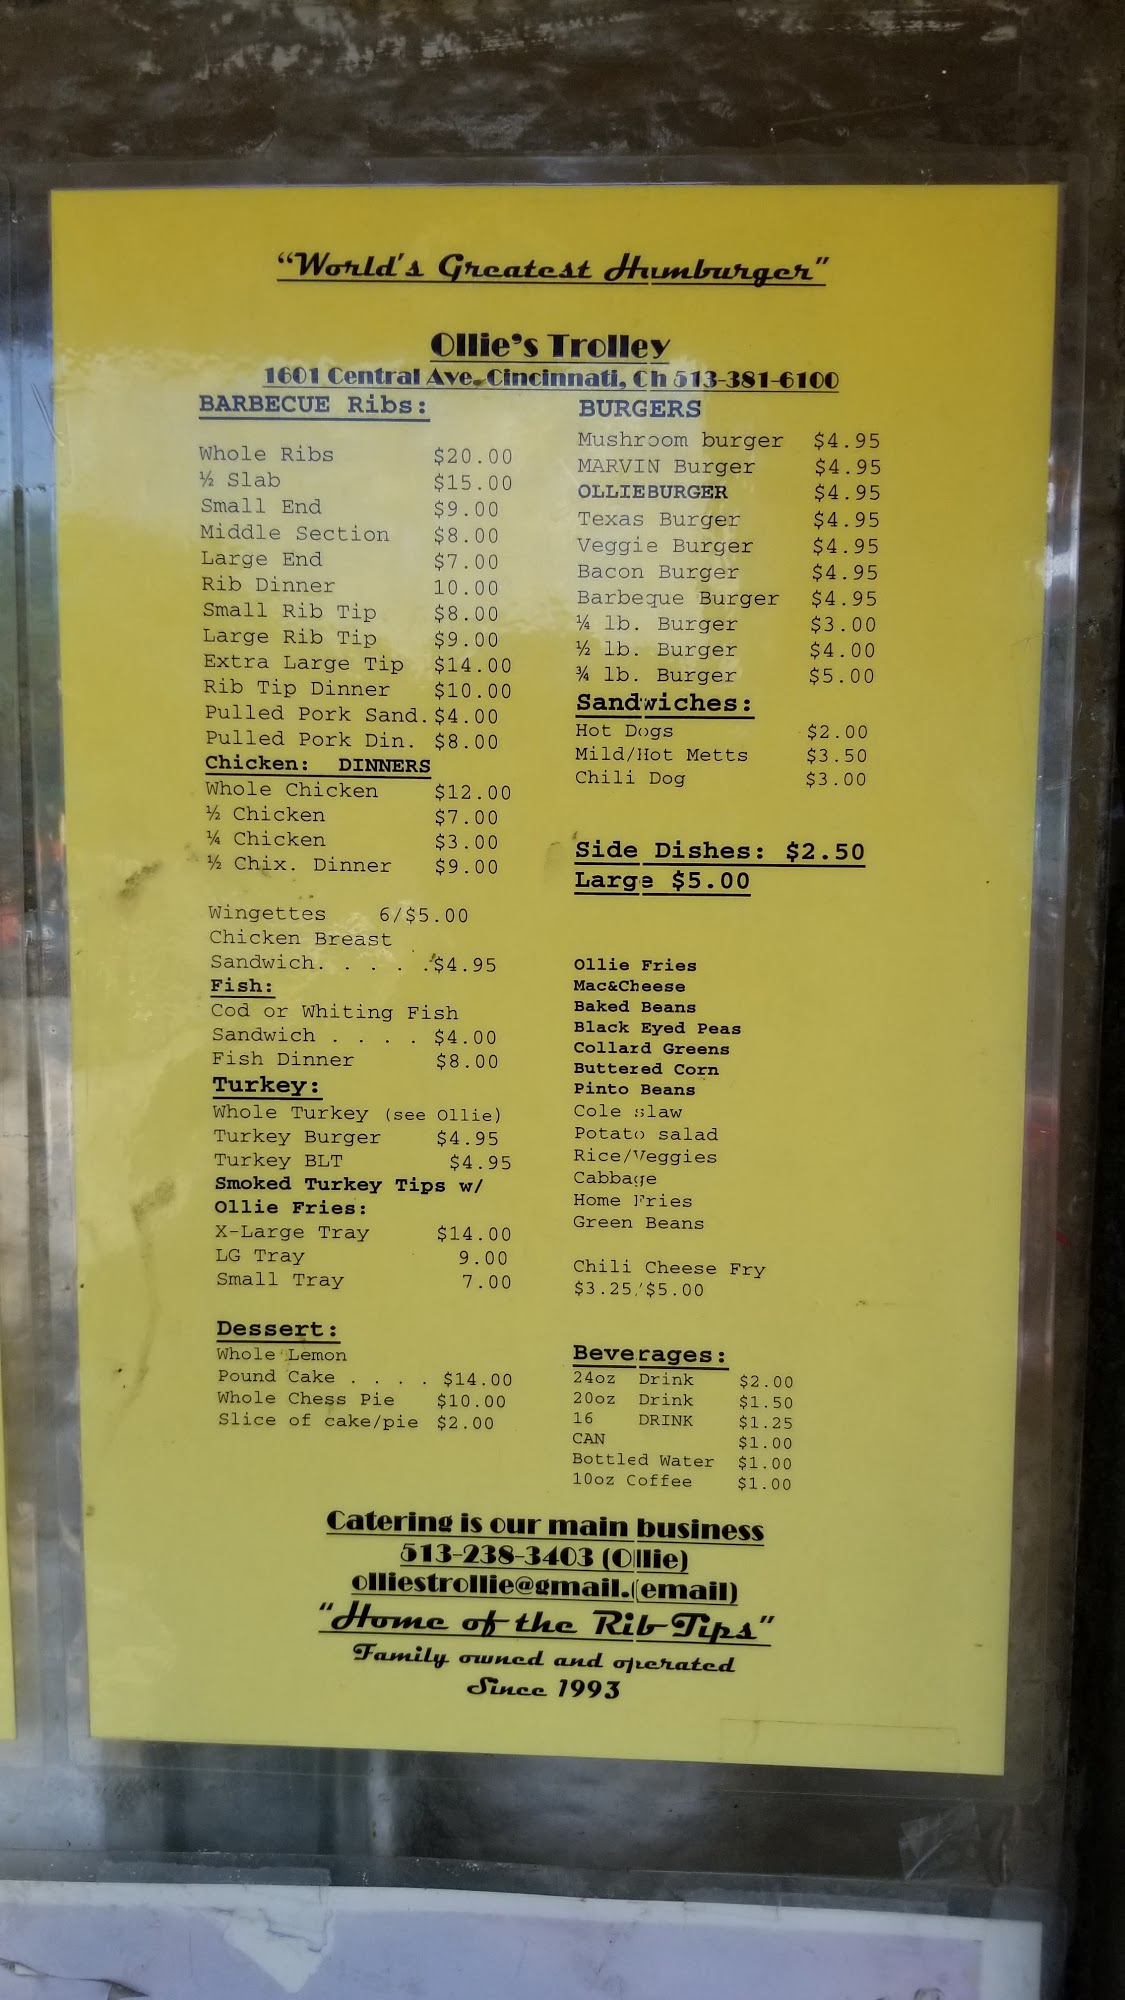 "World's Greatest Humburger"
Ollie's Trolley
1601 Central Ave. Cincinnati, Oh 513-381-6100
BARBECUE Ribs:
Whole Ribs $20.00
½ Slab $15.00
Small End $9.00
Middle Section $8.00
Large End $7.00
Rib Dinner 10.00
Small Rib Tip $8.00
Large Rib Tip $9.00
Extra Large Tip $14.00
Rib Tip Dinner $10.00
Pulled Pork Sand. $4.00
Pulled Pork Din. $8.00
Chicken: DINNERS
Whole Chicken $12.00
½ Chicken $7.00
¼ Chicken $3.00
½ Chix. Dinner $9.00
Wingettes 6/$5.00
Chicken Breast
Sandwich. . . . .$4.95
Fish:
Cod or Whiting Fish
Sandwich . . . . $4.00
Fish Dinner $8.00
Turkey:
Whole Turkey (see Ollie)
Turkey Burger $4.95
Turkey BLT $4.95
Smoked Turkey Tips w/
Ollie Fries:
X-Large Tray $14.00
LG Tray 9.00
Small Tray 7.00
Dessert:
Whole Lemon
Pound Cake . . . . $14.00
Whole Chess Pie $10.00
Slice of cake/pie $2.00
BURGERS
Mushroom burger $4.95
MARVIN Burger $4.95
OLLIEBURGER $4.95
Texas Burger $4.95
Veggie Burger $4.95
Bacon Burger $4.95
Barbeque Burger $4.95
¼ lb. Burger $3.00
½ lb. Burger $4.00
¾ lb. Burger $5.00
Sandwiches:
Hot Dogs $2.00
Mild/Hot Metts $3.50
Chili Dog $3.00
Side Dishes: $2.50
Large $5.00
Ollie Fries
Mac&Cheese
Baked Beans
Black Eyed Peas
Collard Greens
Buttered Corn
Pinto Beans
Cole slaw
Potato salad
Rice/Veggies
Cabbage
Home Fries
Green Beans
Chili Cheese Fry
$3.25/$5.00
Beverages:
24oz Drink $2.00
20oz Drink $1.50
16 DRINK $1.25
CAN $1.00
Bottled Water $1.00
10oz Coffee $1.00
Catering is our main business
513-238-3403 (Ollie)
olliestrollie@gmail.(email)
"Home of the Rib Tips"
Family owned and operated
Since 1993